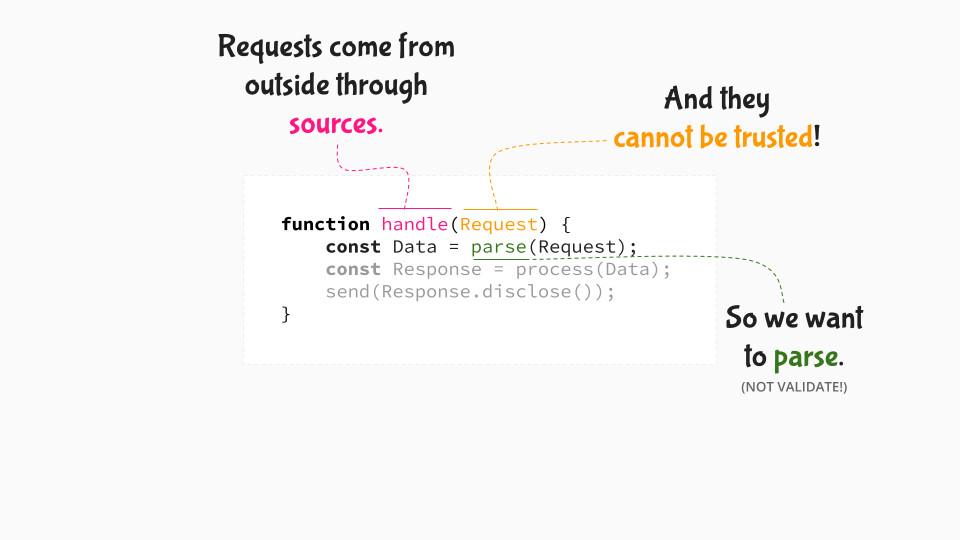 Requests come from
outside through
sources.
And they
cannot be trusted!
function handle(Request) {
    const Data = parse(Request);
    const Response = process(Data);
    send(Response.disclose());
}
So we want
to parse.
(NOT VALIDATE!)